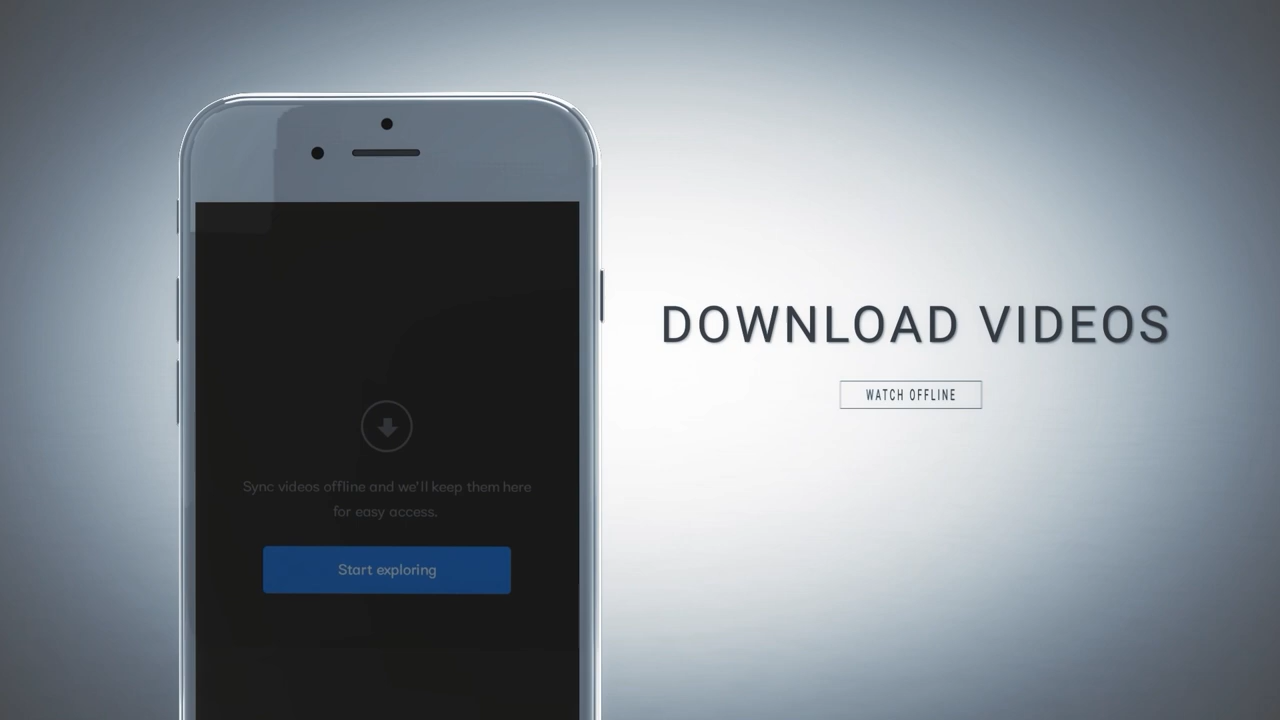 DOWNLOAD VIDEOS
WATCH OFFLINE
Sync videos offline and we'll keep them here
for easy access.
Start exploring